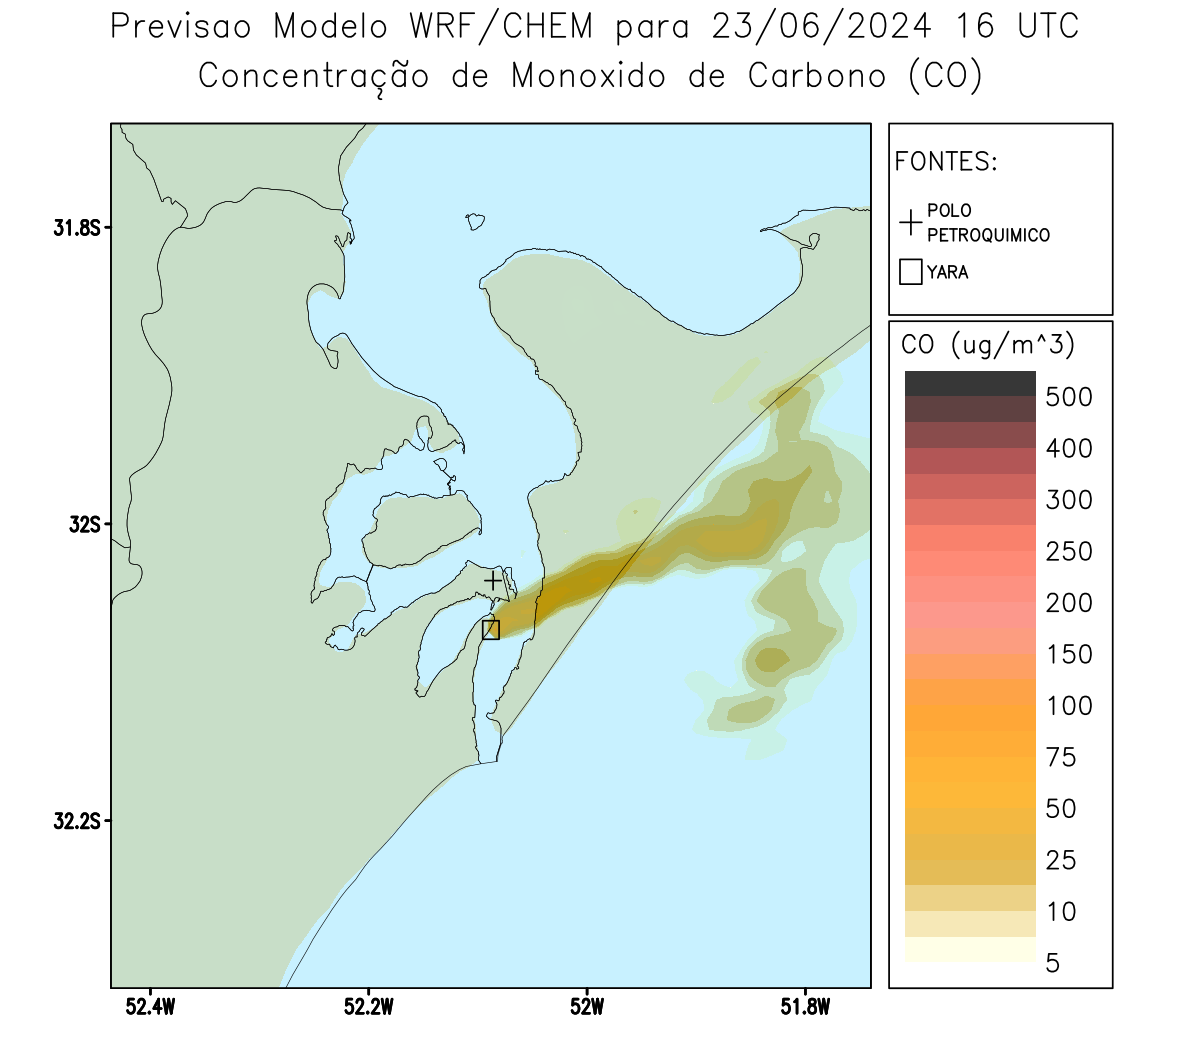 Previsao Modelo WRF/CHEM para 23/06/2024 16 UTC
Concentração de Monoxido de Carbono (CO)
FONTES:
POLO
PETROQUIMICO
YARA
CO (ug/m^3)
500
400
300
250
200
150
100
75
50
25
10
5
31.8S
32S
32.2S
52.4W
52.2W
52W
51.8W